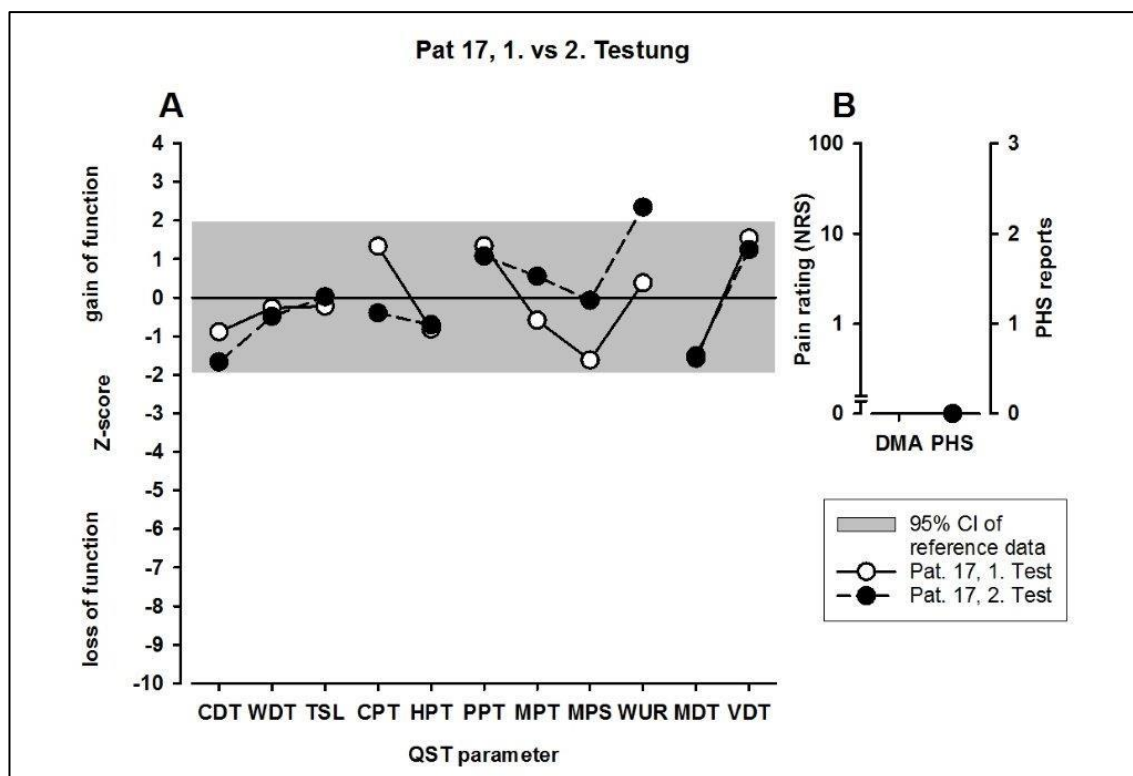 Pat 17, 1. vs 2. Testung
A
B
gain of function
Z-score
loss of function
4
3
2
1
0
-1
-2
-3
-4
-5
-6
-7
-8
-9
-10
CDT WDT TSL CPT HPT PPT MPT MPS WUR MDT VDT
QST parameter
Pain rating (NRS)
100
10
1
0
DMA PHS
3
2
1
0
PHS reports
95% CI of
reference data
Pat. 17, 1. Test
Pat. 17, 2. Test